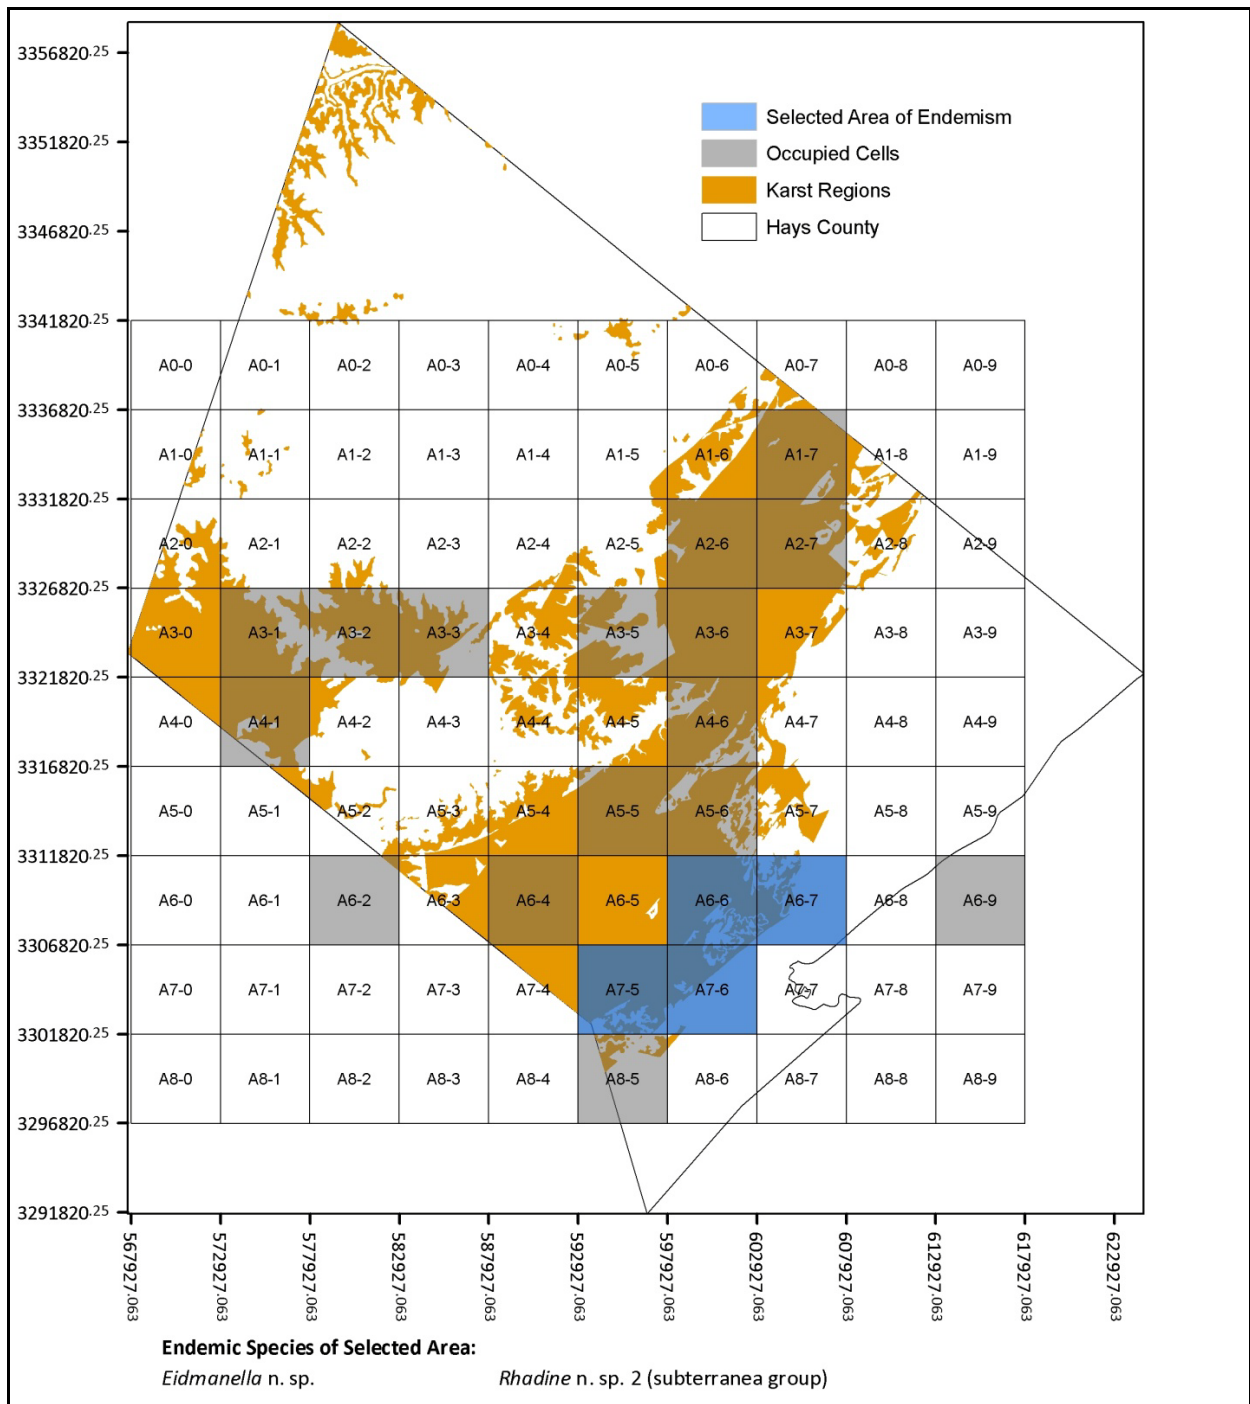 3356820.25
3351820.25
3346820.25
3341820.25
3336820.25
3331820.25
3326820.25
3321820.25
3316820.25
3311820.25
3306820.25
3301820.25
3296820.25
3291820.25
Selected Area of Endemism
Occupied Cells
Karst Regions
Hays County
A0-0 A0-1 A0-2 A0-3 A0-4 A0-5 A0-6 A0-7 A0-8 A0-9
A1-0 A1-1 A1-2 A1-3 A1-4 A1-5 A1-6 A1-7 A1-8 A1-9
A2-0 A2-1 A2-2 A2-3 A2-4 A2-5 A2-6 A2-7 A2-8 A2-9
A3-0 A3-1 A3-2 A3-3 A3-4 A3-5 A3-6 A3-7 A3-8 A3-9
A4-0 A4-1 A4-2 A4-3 A4-4 A4-5 A4-6 A4-7 A4-8 A4-9
A5-0 A5-1 A5-2 A5-3 A5-4 A5-5 A5-6 A5-7 A5-8 A5-9
A6-0 A6-1 A6-2 A6-3 A6-4 A6-5 A6-6 A6-7 A6-8 A6-9
A7-0 A7-1 A7-2 A7-3 A7-4 A7-5 A7-6 A7-7 A7-8 A7-9
A8-0 A8-1 A8-2 A8-3 A8-4 A8-5 A8-6 A8-7 A8-8 A8-9
567927.063
572927.063
577927.063
582927.063
587927.063
592927.063
597927.063
602927.063
607927.063
612927.063
617927.063
622927.063
Endemic Species of Selected Area:
Eidmanella n. sp. Rhadine n. sp. 2 (subterranea group)